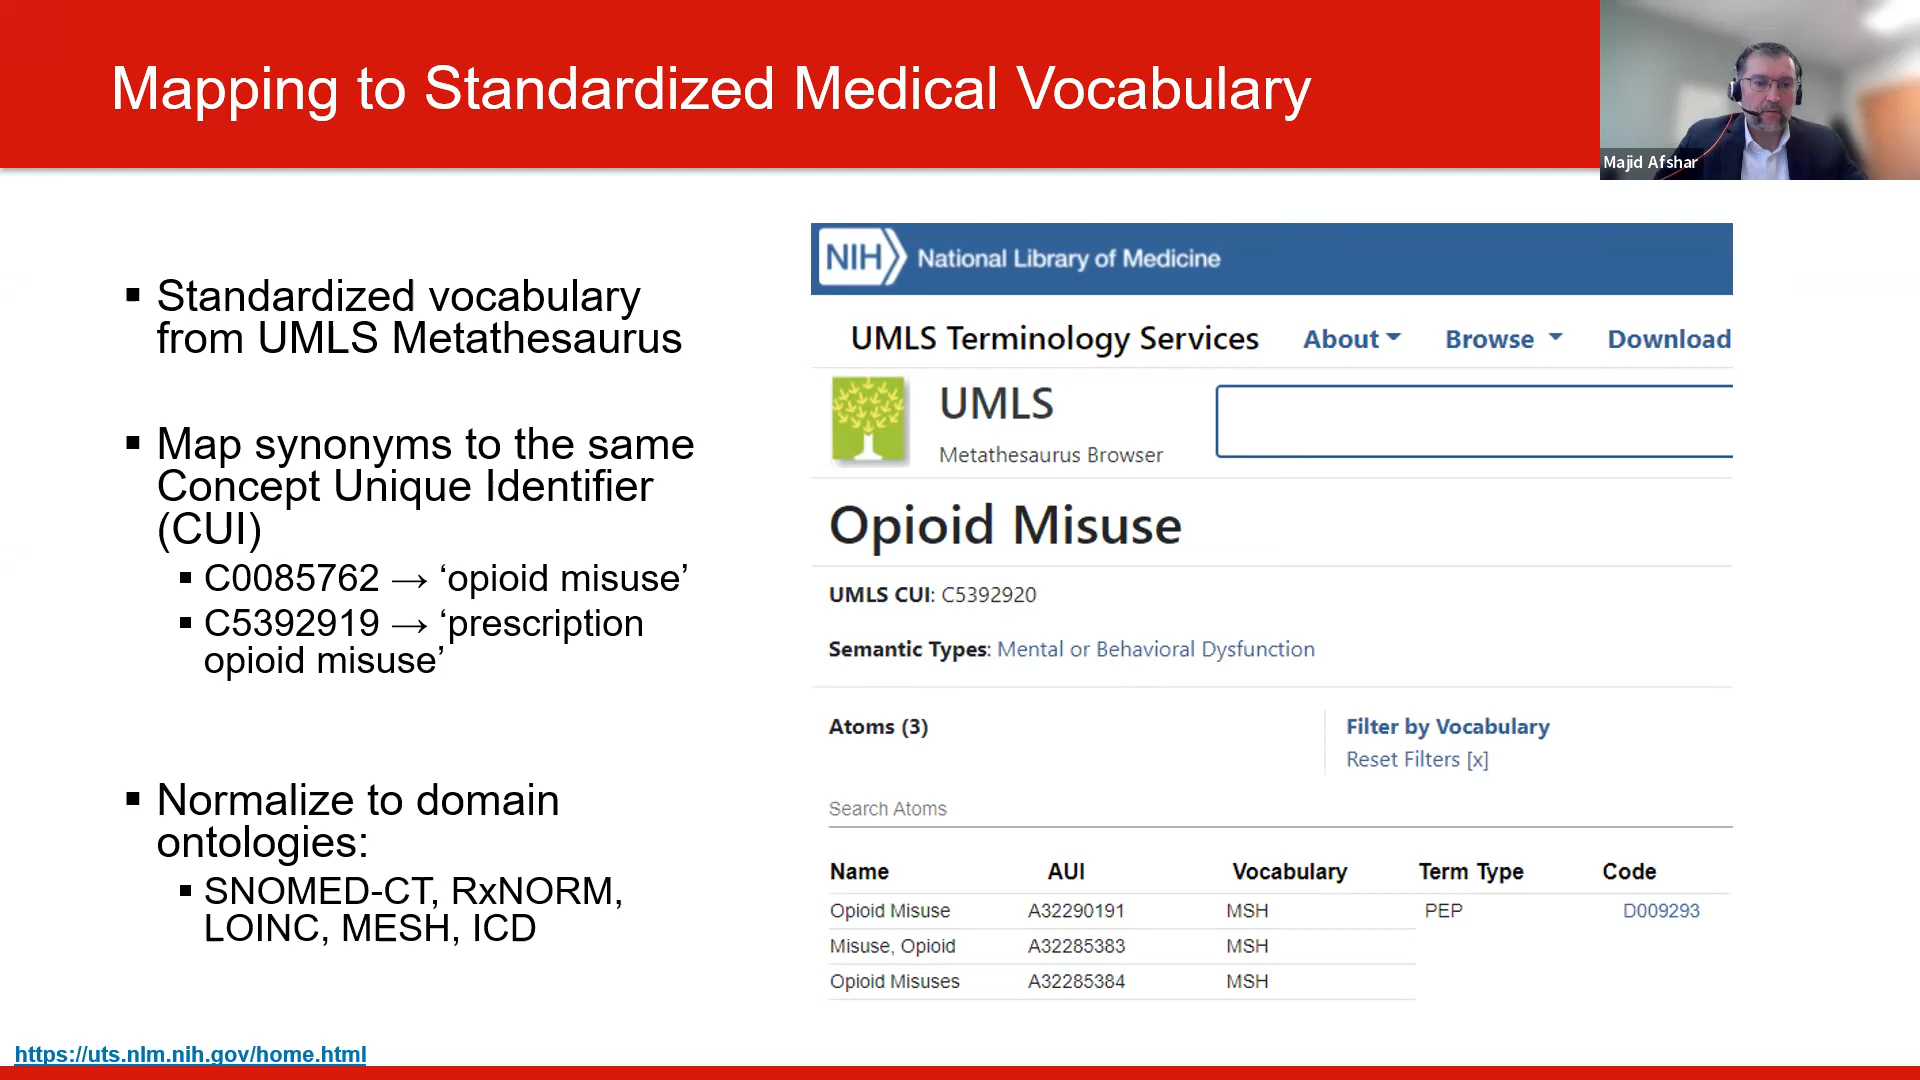 Mapping to Standardized Medical Vocabulary
Majid Afshar
▪ Standardized vocabulary
from UMLS Metathesaurus
▪ Map synonyms to the same
Concept Unique Identifier
(CUI)
▪ C0085762 → ‘opioid misuse’
▪ C5392919 → ‘prescription
opioid misuse’
▪ Normalize to domain
ontologies:
▪ SNOMED-CT, RxNORM,
LOINC, MESH, ICD
https://uts.nlm.nih.gov/home.html
NIH National Library of Medicine
UMLS Terminology Services About Browse Download
UMLS
Metathesaurus Browser
Opioid Misuse
UMLS CUI: C5392920
Semantic Types: Mental or Behavioral Dysfunction
Atoms (3) Filter by Vocabulary
Reset Filters [x]
Search Atoms
Name AUI Vocabulary Term Type Code
Opioid Misuse A32290191 MSH PEP D009293
Misuse, Opioid A32285383 MSH
Opioid Misuses A32285384 MSH